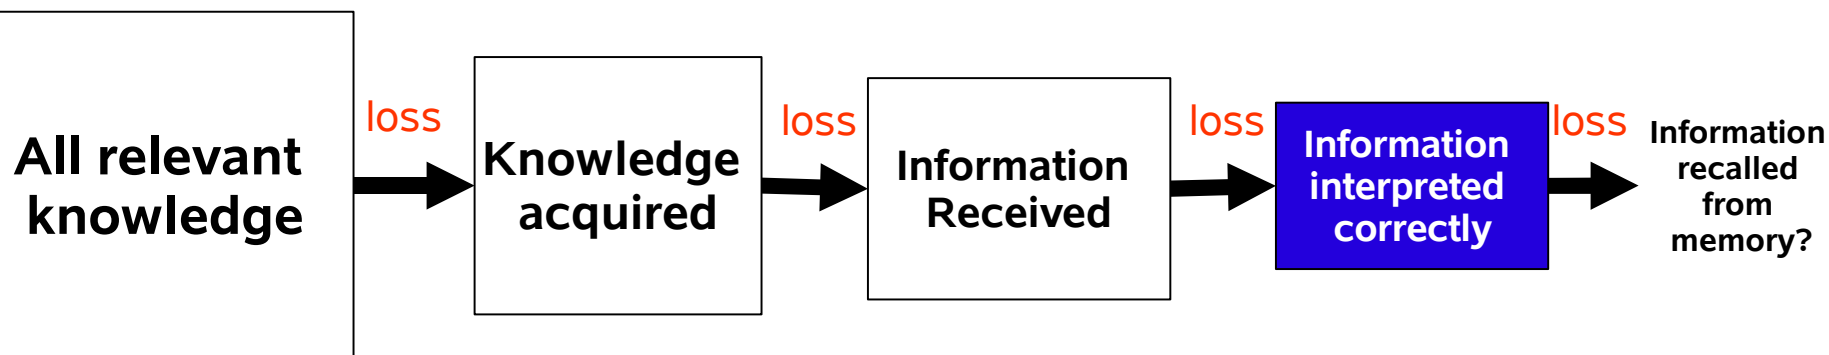 All relevant
knowledge
loss
Knowledge
acquired
loss
Information
Received
loss
Information
interpreted
correctly
loss
Information
recalled
from
memory?